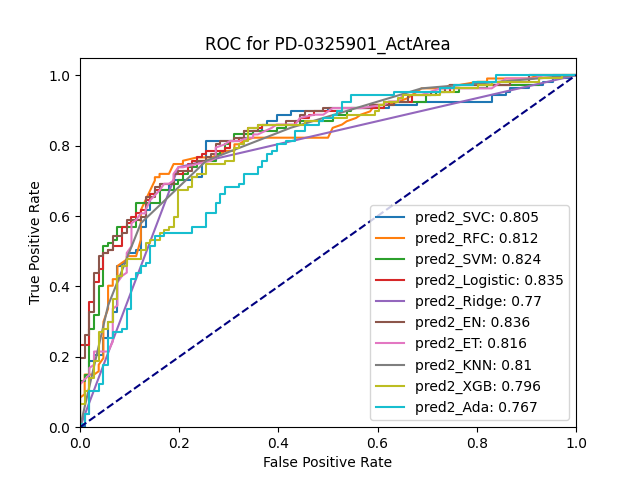 ROC for PD-0325901_ActArea
1.0
0.8
0.6
0.4
0.2
0.0
True Positive Rate
pred2_SVC: 0.805
pred2_RFC: 0.812
pred2_SVM: 0.824
pred2_Logistic: 0.835
pred2_Ridge: 0.77
pred2_EN: 0.836
pred2_ET: 0.816
pred2_KNN: 0.81
pred2_XGB: 0.796
pred2_Ada: 0.767
0.0 0.2 0.4 0.6 0.8 1.0
False Positive Rate